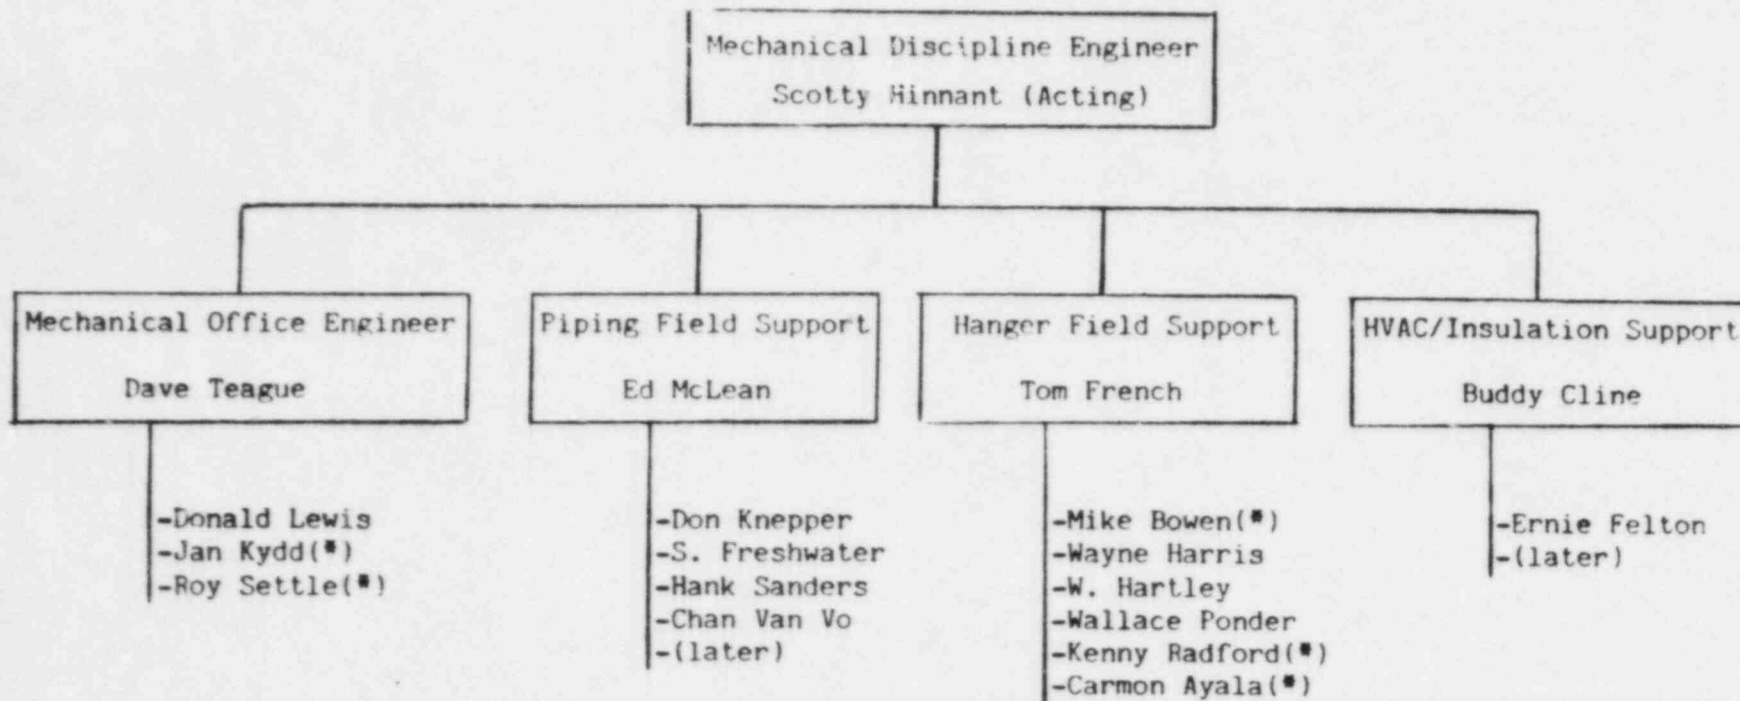 Mechanical Discipline Engineer
Scotty Hinnant (Acting)
Mechanical Office Engineer
Dave Teague
-Donald Lewis
-Jan Kydd(*)
-Roy Settle(*)
Piping Field Support
Ed McLean
-Don Knepper
-S. Freshwater
-Hank Sanders
-Chan Van Vo
-(later)
Hanger Field Support
Tom French
-Mike Bowen(*)
-Wayne Harris
-W. Hartley
-Wallace Ponder
-Kenny Radford(*)
-Carmon Ayala(*)
HVAC/Insulation Support
Buddy Cline
-Ernie Felton
-(later)